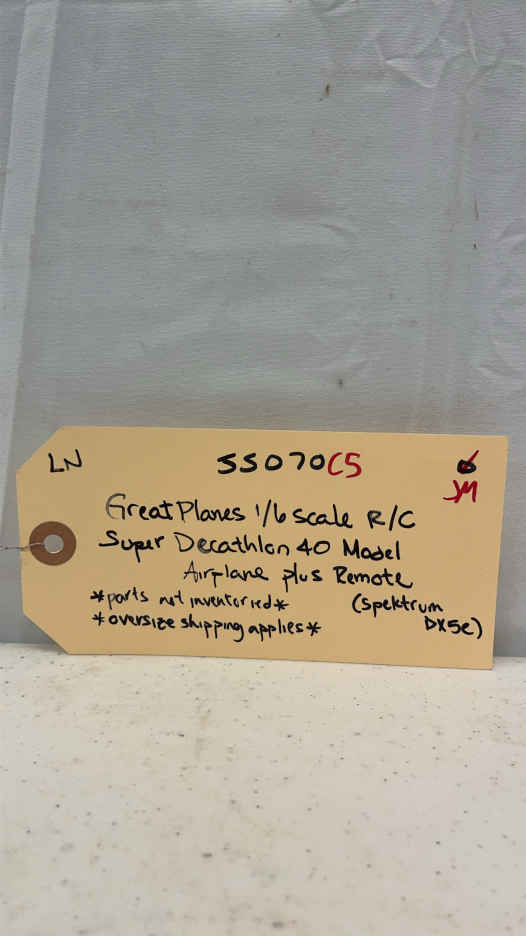 LN
SS070C5
JM
Great Planes 1/6 scale R/C
Super Decathlon 40 Model
Airplane plus Remote
*parts not inventoried* (Spektrum
*oversize shipping applies* DX5e)